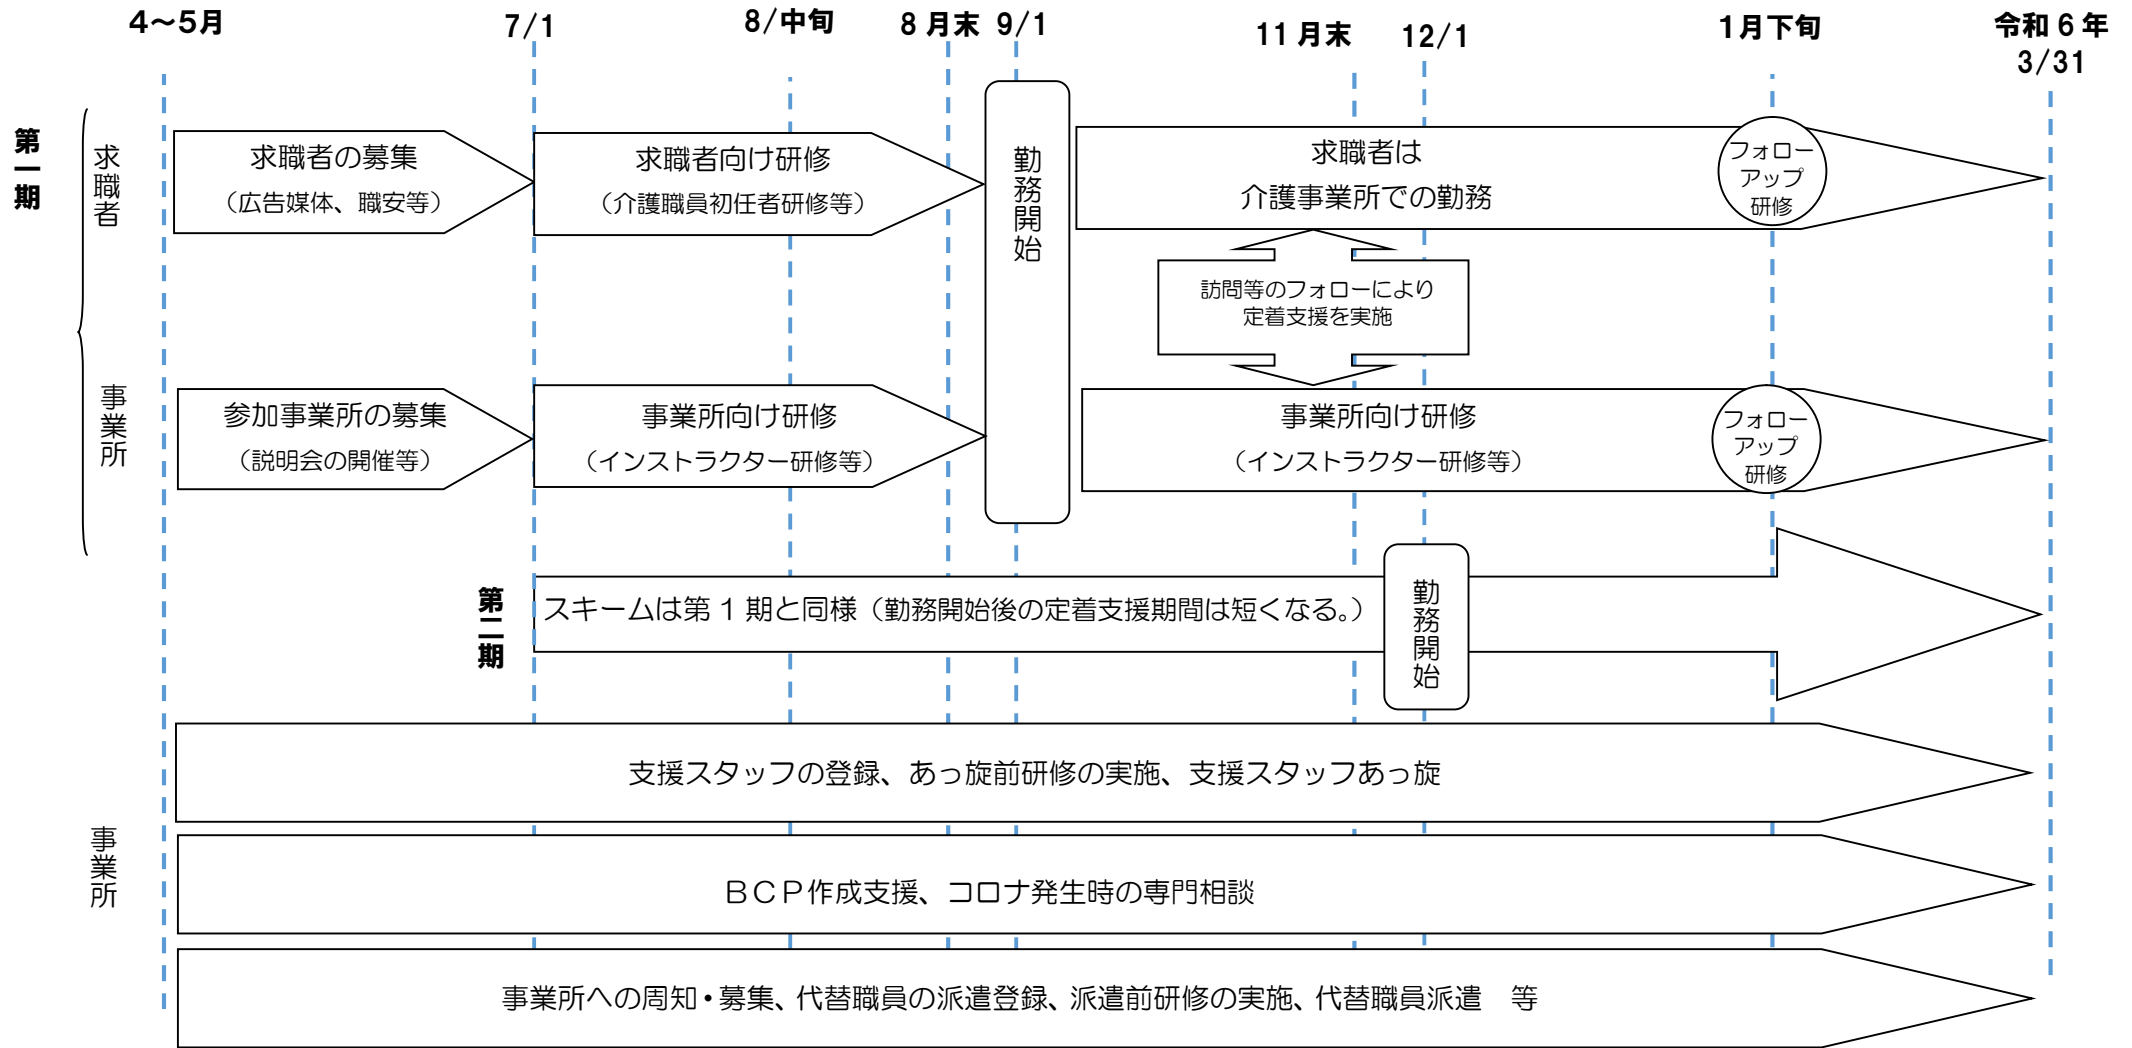 4～5月
7/1
8/中旬
8月末
9/1
11月末
12/1
1月下旬
令和6年
3/31
第一期
求職者
求職者の募集
（広告媒体、職安等）
求職者向け研修
（介護職員初任者研修等）
勤務開始
求職者は
介護事業所での勤務
フォロー
アップ
研修
訪問等のフォローにより
定着支援を実施
事業所
参加事業所の募集
（説明会の開催等）
事業所向け研修
（インストラクター研修等）
事業所向け研修
（インストラクター研修等）
フォロー
アップ
研修
第二期
スキームは第1期と同様（勤務開始後の定着支援期間は短くなる。）
勤務開始
支援スタッフの登録、あっ旋前研修の実施、支援スタッフあっ旋
事業所
ＢＣＰ作成支援、コロナ発生時の専門相談
事業所への周知・募集、代替職員の派遣登録、派遣前研修の実施、代替職員派遣　等